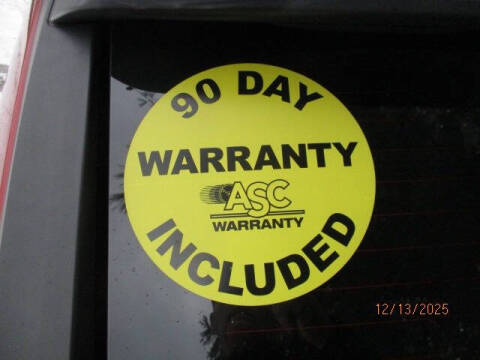 90 DAY
WARRANTY
ASC
WARRANTY
INCLUDED
12/13/2025